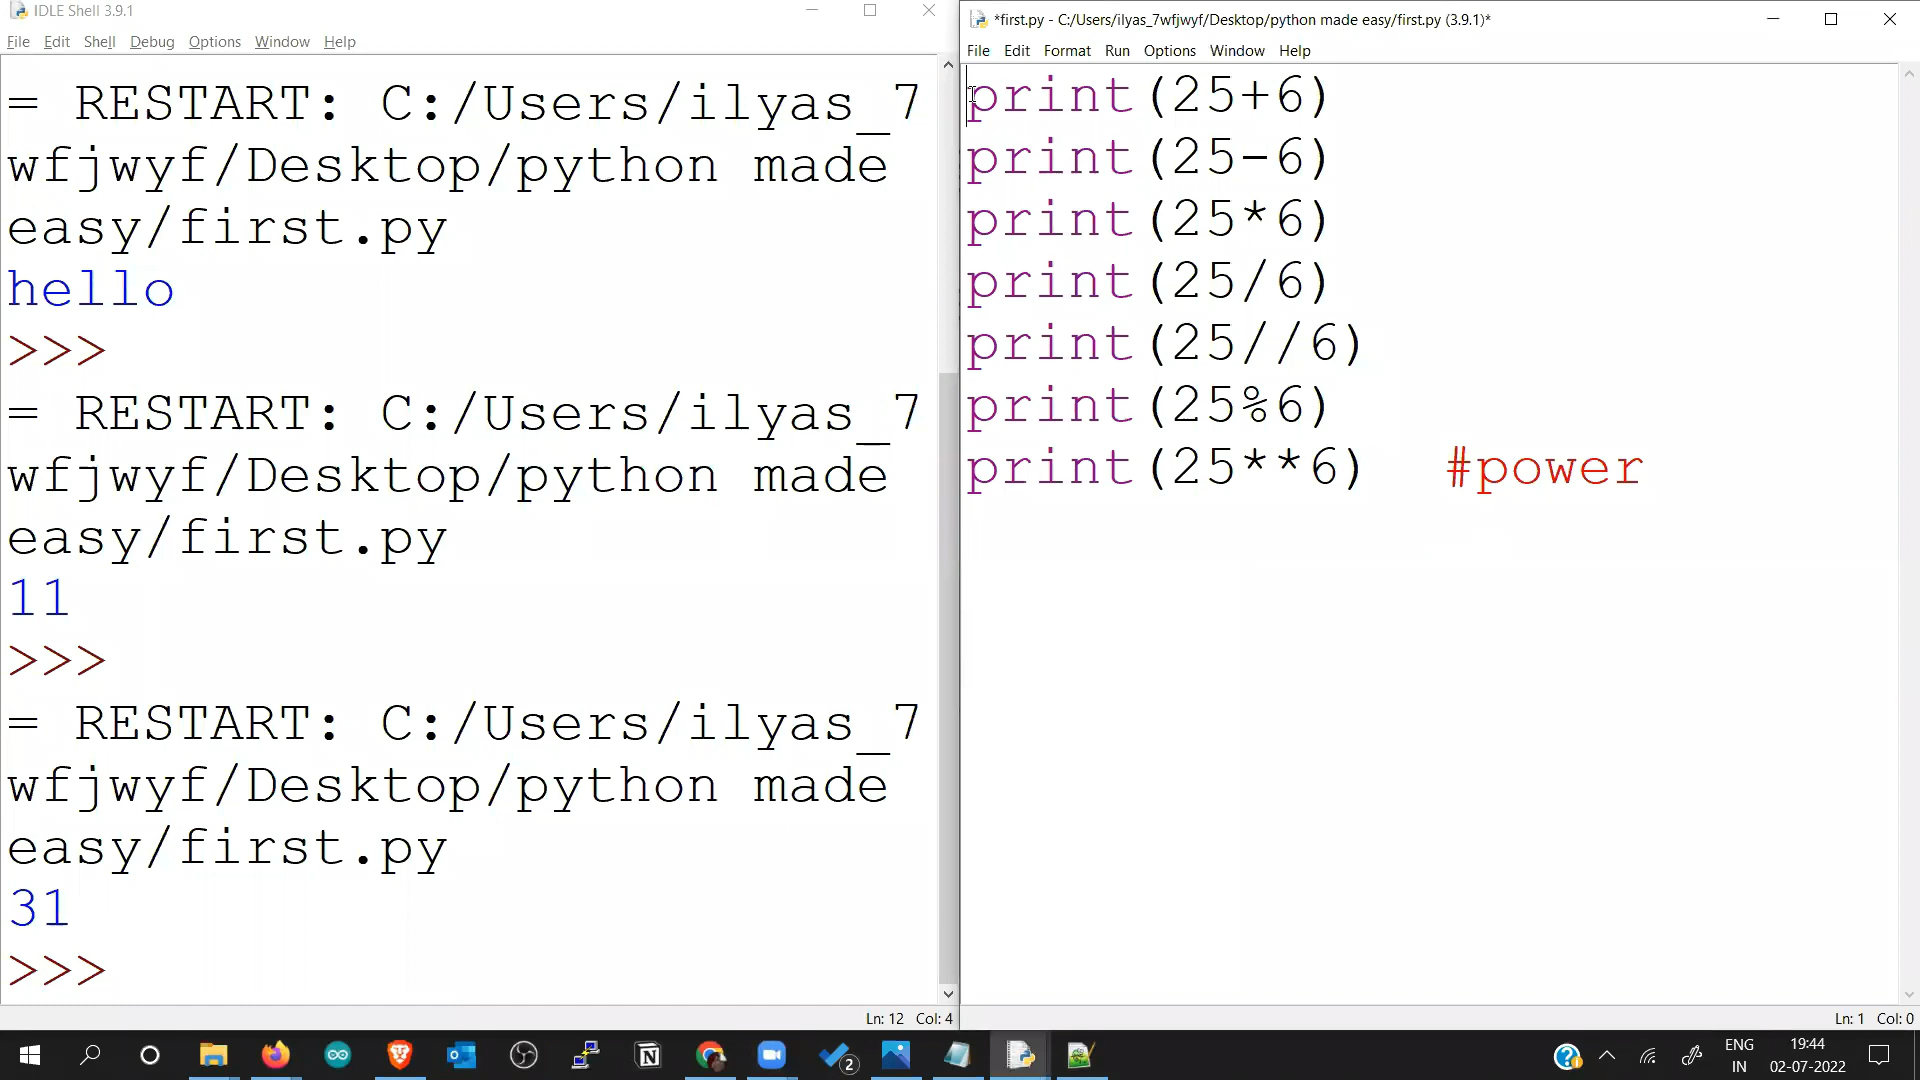 IDLE Shell 3.9.1
File Edit Shell Debug Options Window Help
= RESTART: C:/Users/ilyas_7
wfjwyf/Desktop/python made
easy/first.py
hello
>>>
= RESTART: C:/Users/ilyas_7
wfjwyf/Desktop/python made
easy/first.py
11
>>>
= RESTART: C:/Users/ilyas_7
wfjwyf/Desktop/python made
easy/first.py
31
>>>
Ln: 12 Col: 4
*first.py - C:/Users/ilyas_7wfjwyf/Desktop/python made easy/first.py (3.9.1)*
File Edit Format Run Options Window Help
print(25+6)
print(25-6)
print(25*6)
print(25/6)
print(25//6)
print(25%6)
print(25**6) #power
Ln: 1 Col: 0
2
ENG
IN
19:44
02-07-2022